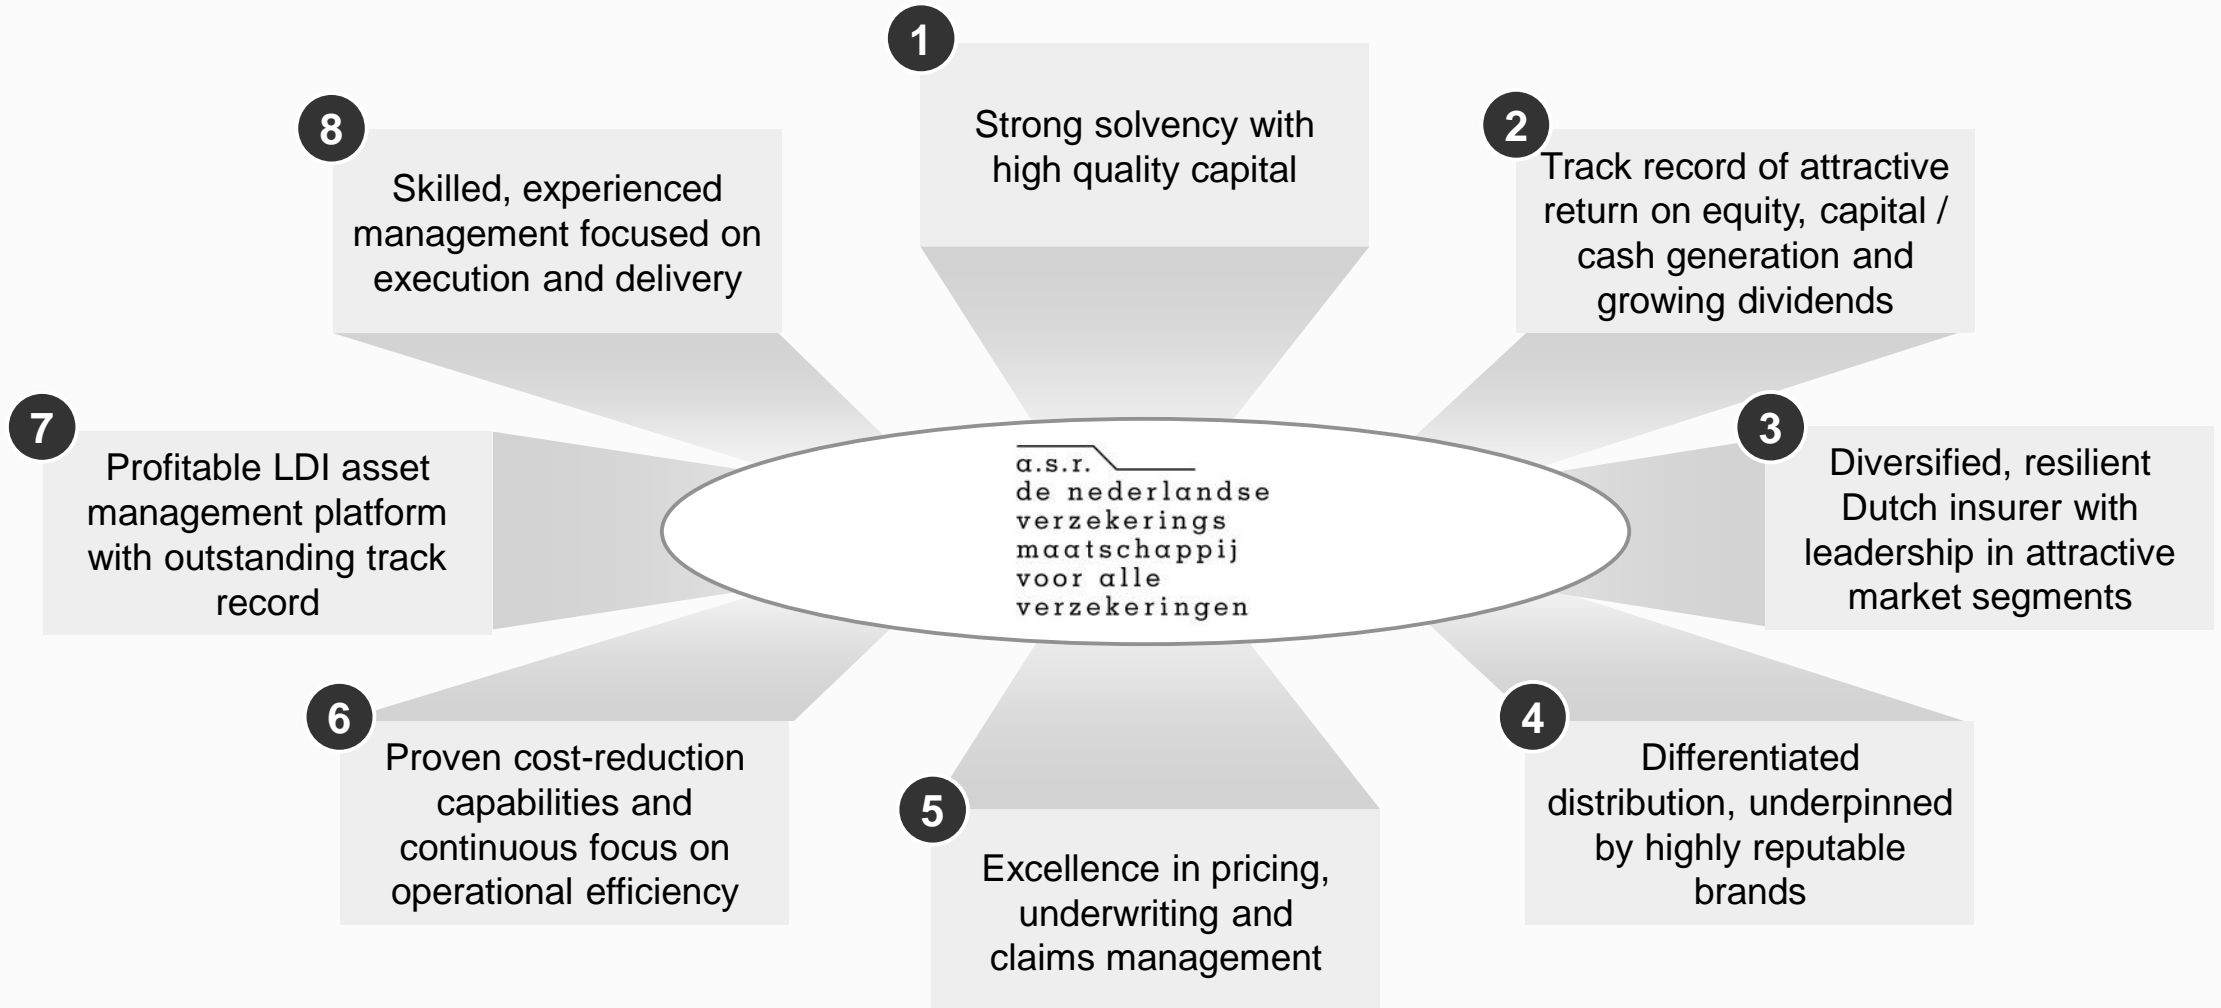 1
Strong solvency with
high quality capital
2
Track record of attractive
return on equity, capital /
cash generation and
growing dividends
3
Diversified, resilient
Dutch insurer with
leadership in attractive
market segments
4
Differentiated
distribution, underpinned
by highly reputable
brands
5
Excellence in pricing,
underwriting and
claims management
6
Proven cost-reduction
capabilities and
continuous focus on
operational efficiency
7
Profitable LDI asset
management platform
with outstanding track
record
8
Skilled, experienced
management focused on
execution and delivery
a.s.r.
de nederlandse
verzekerings
maatschappij
voor alle
verzekeringen